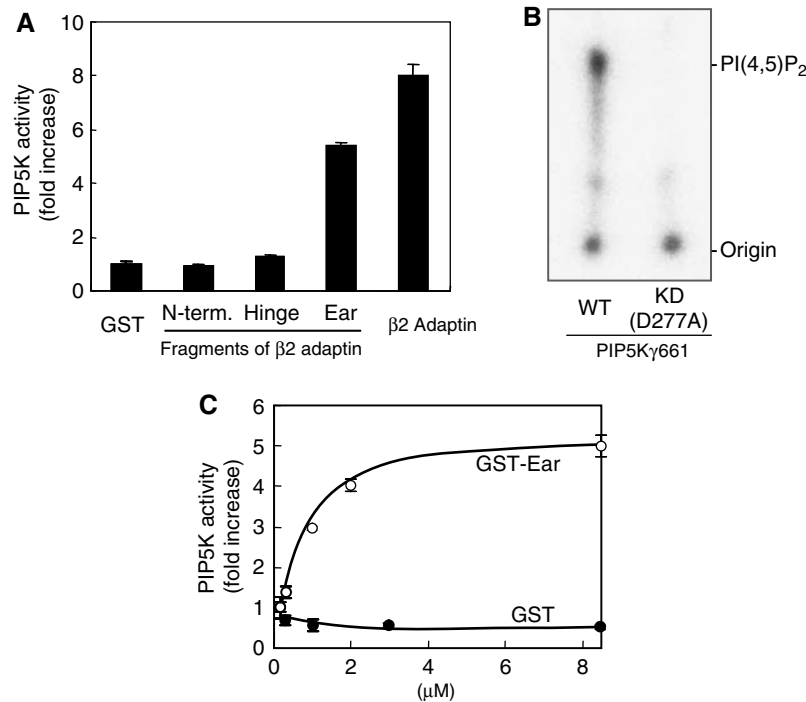 A
PIP5K activity
(fold increase)
10
8
6
4
2
0
GST
N-term. Hinge Ear
Fragments of β2 adaptin
β2 Adaptin
B
PI(4,5)P2
Origin
WT
KD
(D277A)
PIP5Kγ661
C
PIP5K activity
(fold increase)
6
5
4
3
2
1
0
GST-Ear
GST
0 2 4 6 8
(μM)